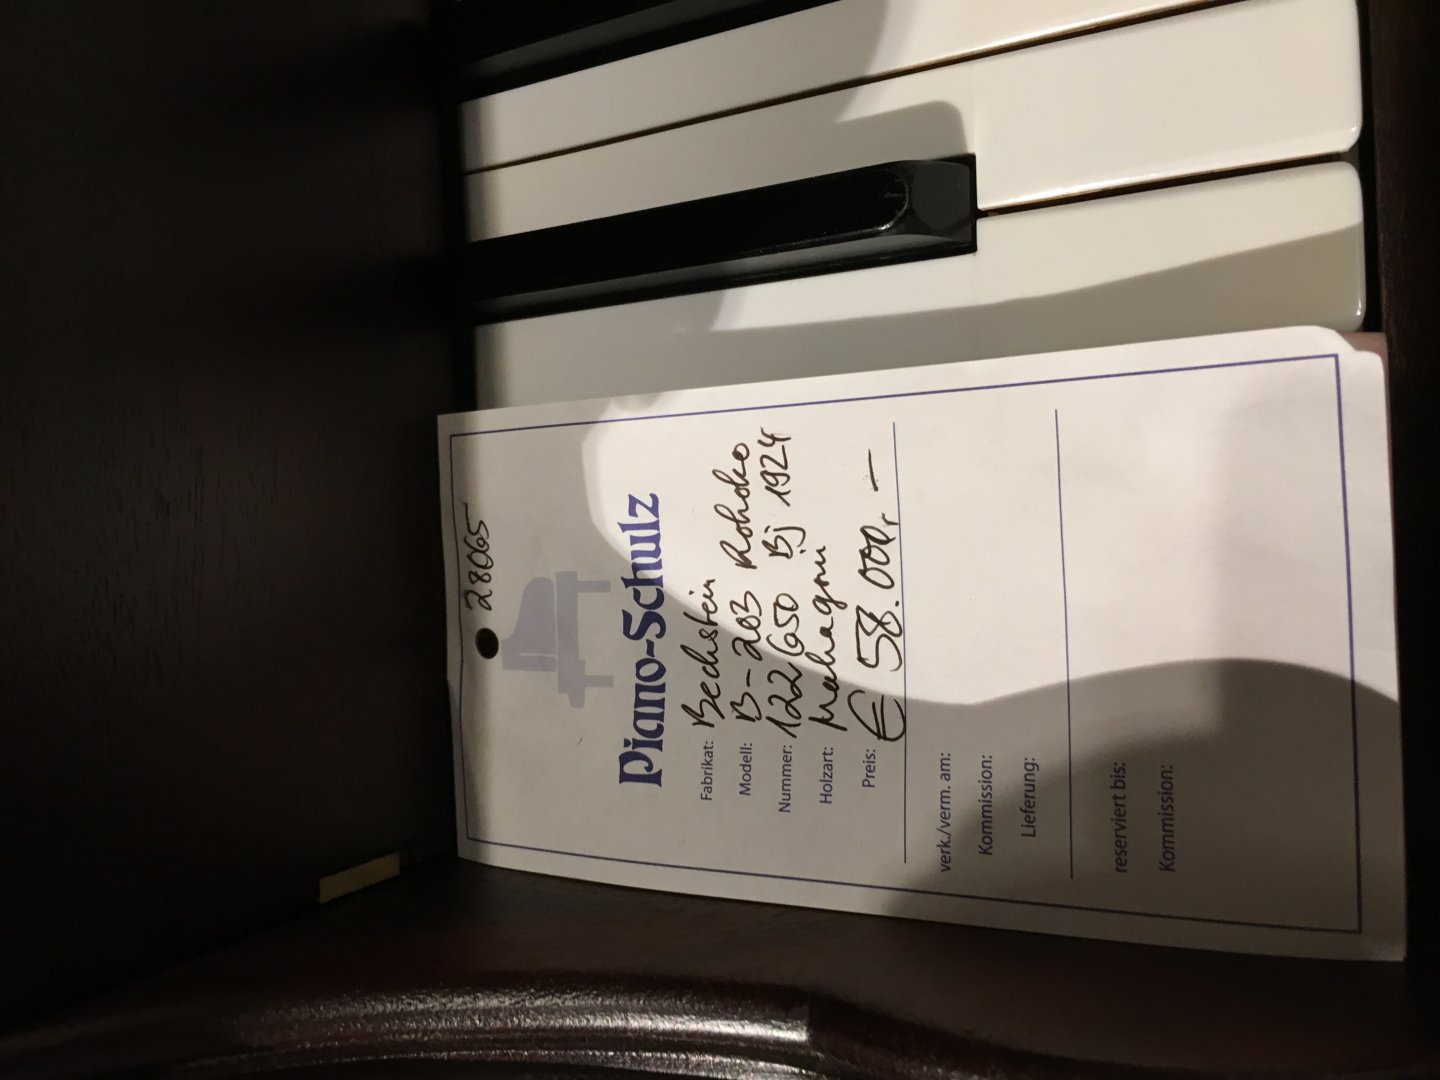 28065
Piano-Schulz
Fabrikat: Bechstein
Modell: B-203 Rokoko
Nummer: 122650 Bj 1924
Holzart: Mahagoni
Preis: € 58.000,-
verk./verm. am:
Kommission:
Lieferung:
reserviert bis:
Kommission: